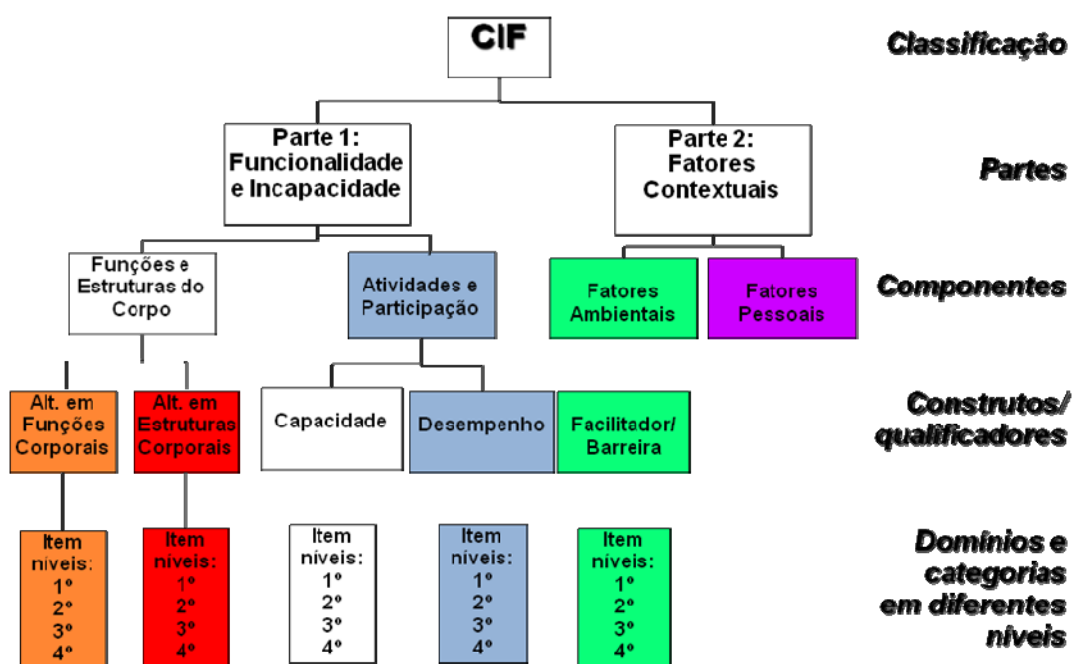 CIF
Classificação
Parte 1:
Funcionalidade
e Incapacidade
Parte 2:
Fatores
Contextuais
Partes
Funções e
Estruturas do
Corpo
Atividades e
Participação
Fatores
Ambientais
Fatores
Pessoais
Componentes
Alt. em
Funções
Corporais
Alt. em
Estruturas
Corporais
Capacidade
Desempenho
Facilitador/
Barreira
Construtos/
qualificadores
Item
níveis:
1º
2º
3º
4º
Item
níveis:
1º
2º
3º
4º
Item
níveis:
1º
2º
3º
4º
Item
níveis:
1º
2º
3º
4º
Item
níveis:
1º
2º
3º
4º
Domínios e
categorias
em diferentes
níveis